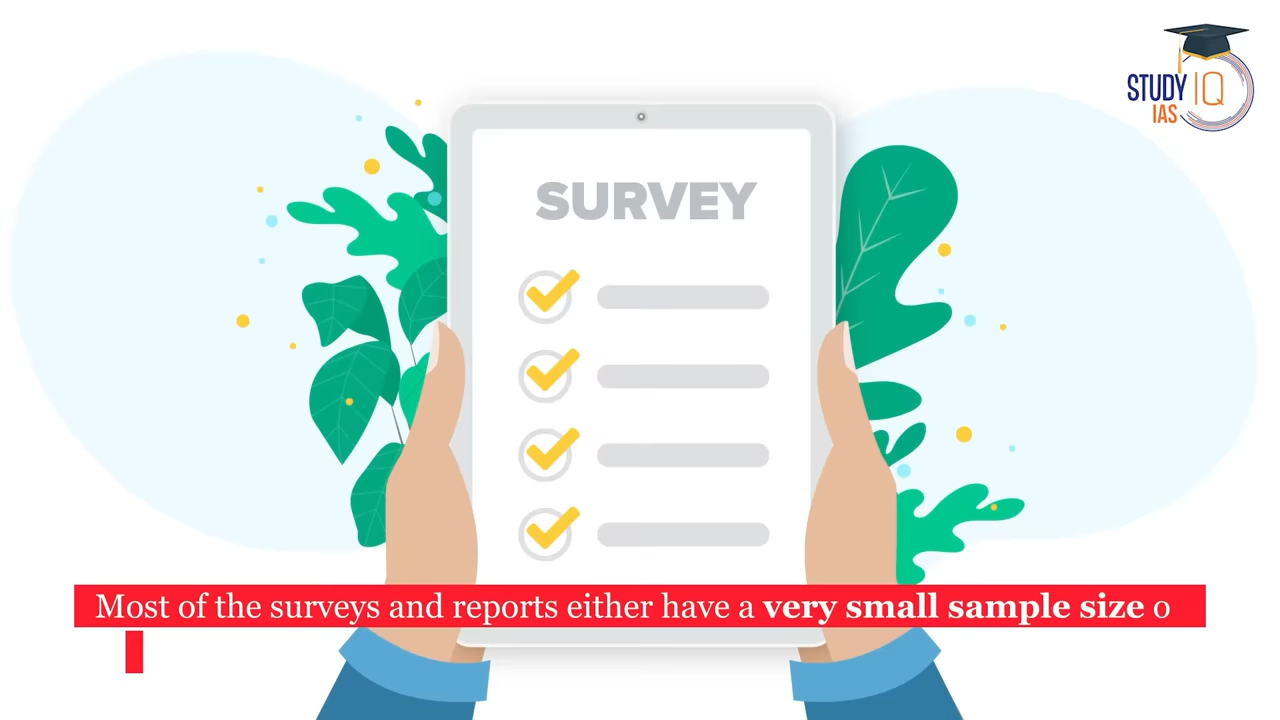 STUDY IQ
IAS
SURVEY
Most of the surveys and reports either have a very small sample size o